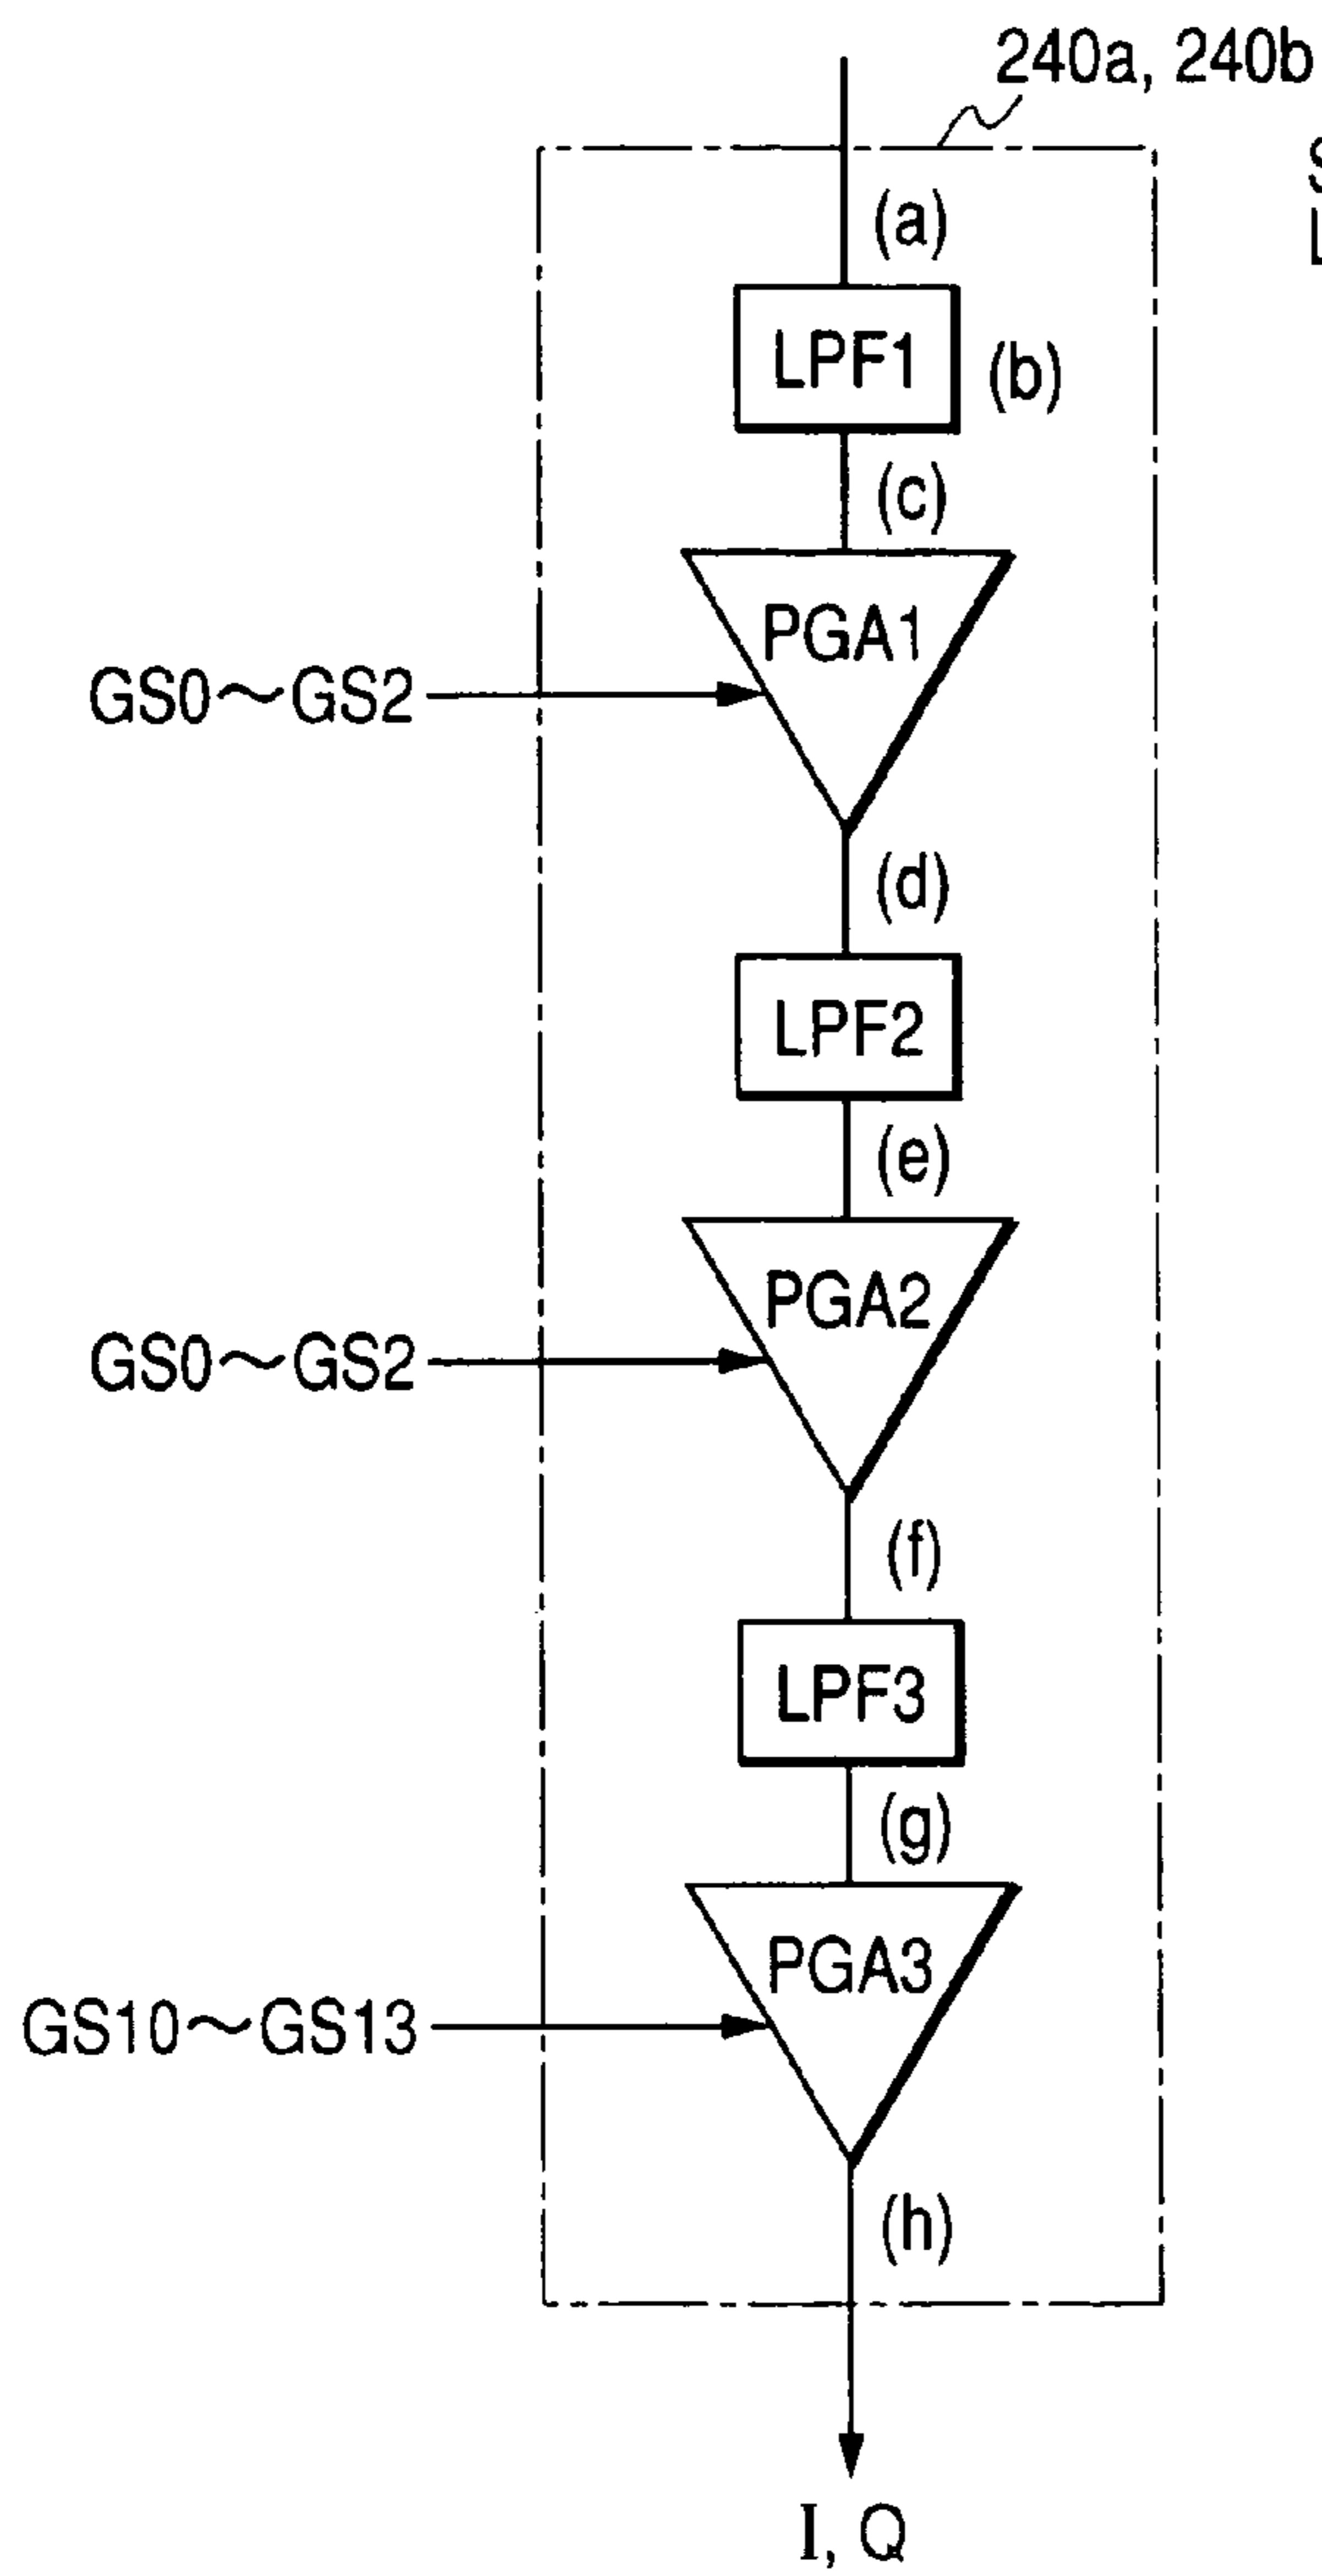 240a, 240b
(a)
LPF1
(b)
(c)
PGA1
GS0~GS2
(d)
LPF2
(e)
PGA2
GS0~GS2
(f)
LPF3
(g)
PGA3
GS10~GS13
(h)
I, Q